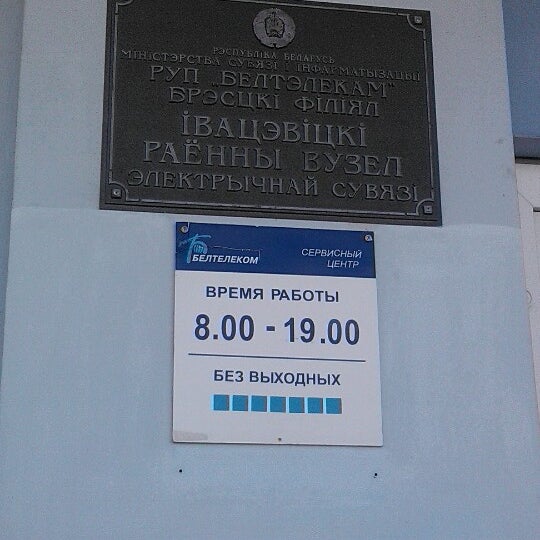 РЭСПУБЛІКА БЕЛАРУСЬ
МІНІСТЭРСТВА СУВЯЗІ І ІНФАРМАТЫЗАЦЫІ
РУП „БЕЛТЭЛЕКАМ"
БРЭСЦКІ ФІЛІЯЛ
ІВАЦЭВІЦКІ
РАЁННЫ ВУЗЕЛ
ЭЛЕКТРЫЧНАЙ СУВЯЗІ
БЕЛТЕЛЕКОМ
СЕРВИСНЫЙ
ЦЕНТР
ВРЕМЯ РАБОТЫ
8.00 - 19.00
БЕЗ ВЫХОДНЫХ